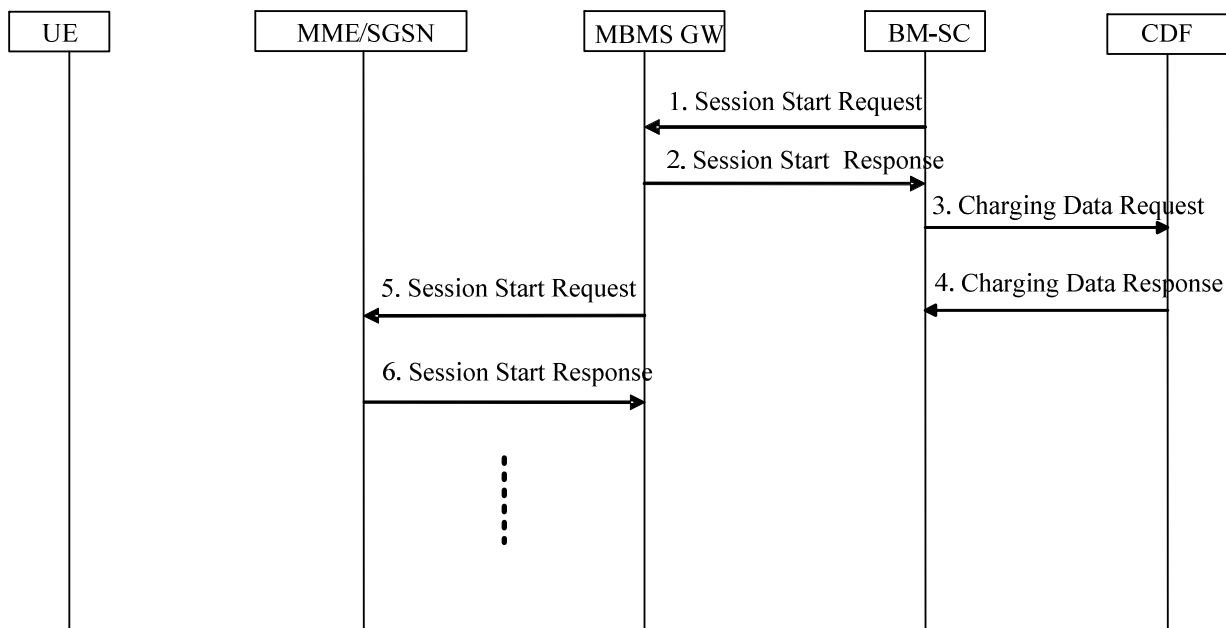 UE
MME/SGSN
MBMS GW
BM-SC
CDF
1. Session Start Request
2. Session Start Response
3. Charging Data Request
4. Charging Data Response
5. Session Start Request
6. Session Start Response